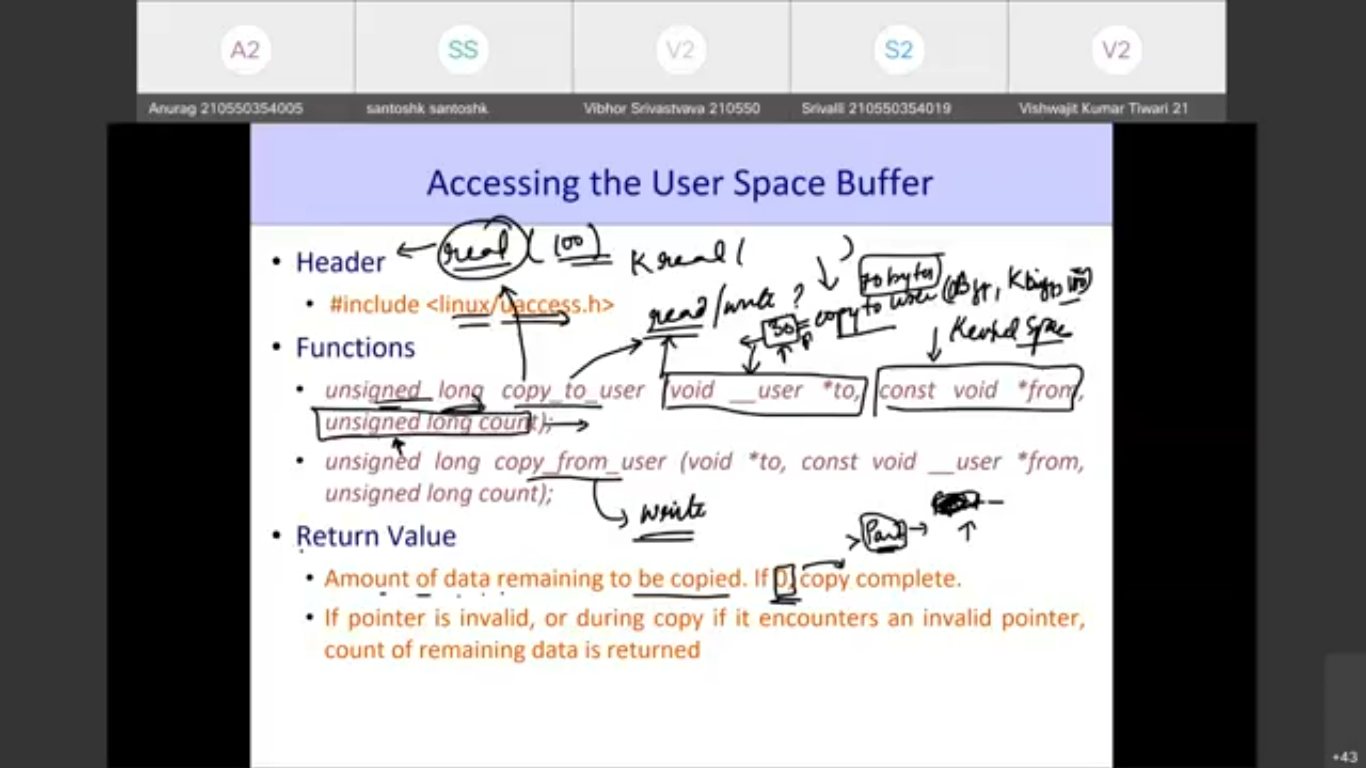 A2
SS
V2
S2
V2
Anurag 210550354005
santoshk santoshk
Vibhor Srivastava 210550
Srivalli 210550354019
Vishwajit Kumar Tiwari 21
Accessing the User Space Buffer
• Header
read (100)
Kread( )
• #include <linux/uaccess.h>
read/write ?
70 bytes
30 = copy to user (UBff, Kbuff, 100)
Kernel Space
• Functions
• unsigned long copy_to_user (void __user *to, const void *from,
unsigned long count);
• unsigned long copy_from_user (void *to, const void __user *from,
unsigned long count);
write
• Return Value
> Part
• Amount of data remaining to be copied. If 0, copy complete.
• If pointer is invalid, or during copy if it encounters an invalid pointer,
count of remaining data is returned
+43